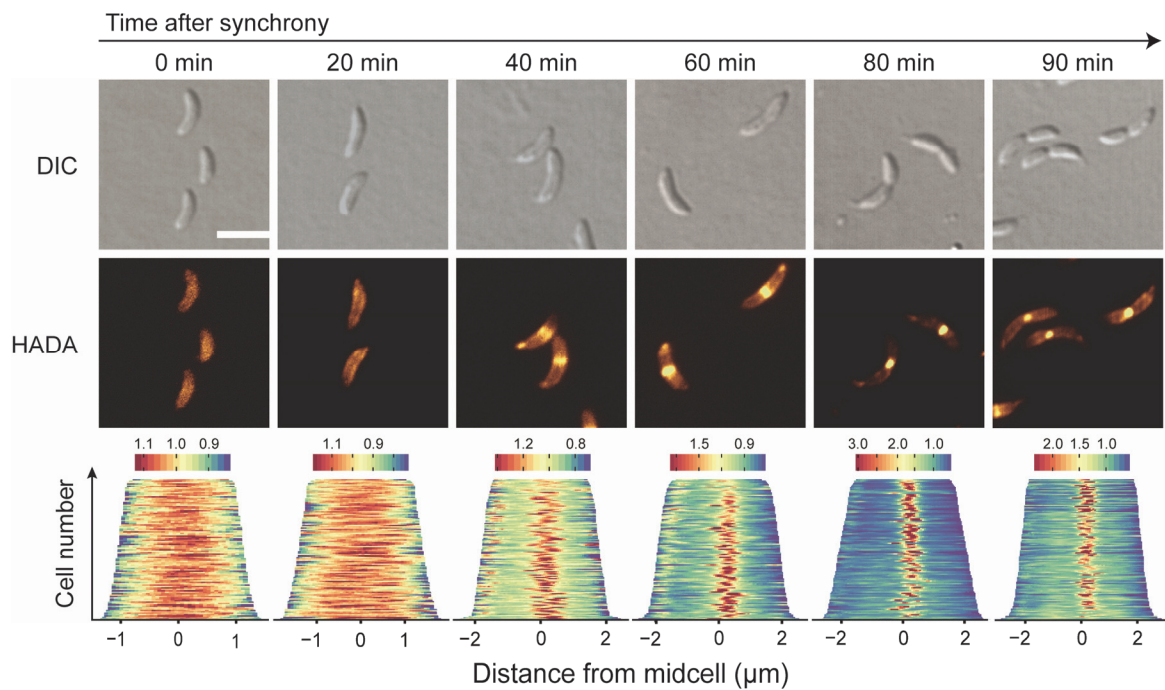 Time after synchrony
0 min 20 min 40 min 60 min 80 min 90 min
DIC
HADA
1.1 1.0 0.9 1.1 0.9 1.2 0.8 1.5 0.9 3.0 2.0 1.0 2.0 1.5 1.0
Cell number
−1 0 1 −1 0 1 −2 0 2 −2 0 2 −2 0 2 −2 0 2
Distance from midcell (μm)